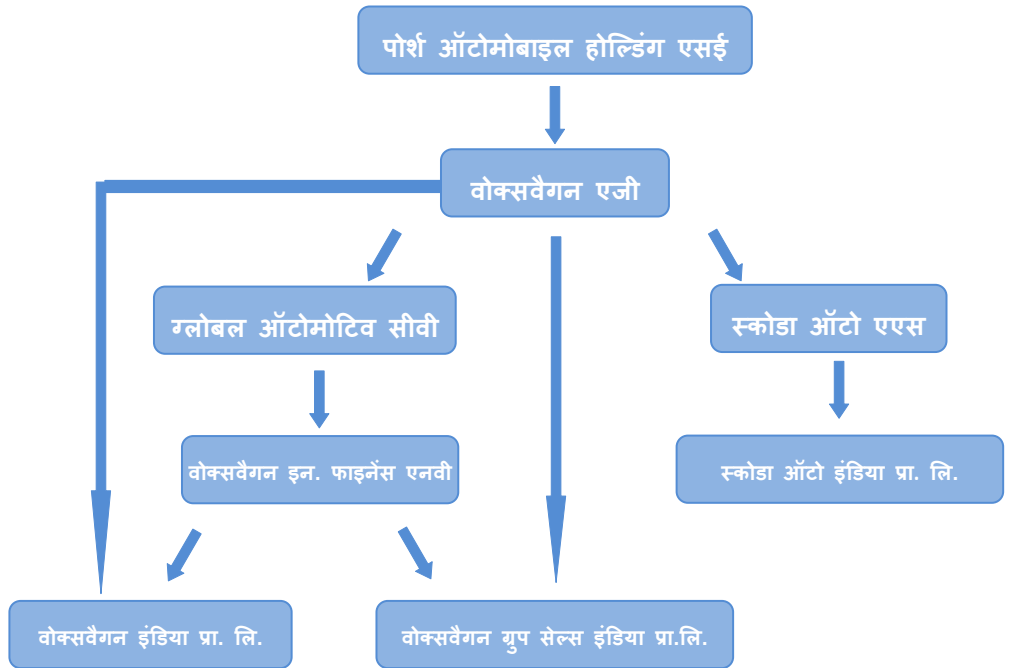 पोर्श ऑटोमोबाइल होल्डिंग एसई
वोक्सवैगन एजी
ग्लोबल ऑटोमोटिव सीवी
स्कोडा ऑटो एएस
वोक्सवैगन इन. फाइनेंस एनवी
स्कोडा ऑटो इंडिया प्रा. लि.
वोक्सवैगन इंडिया प्रा. लि.
वोक्सवैगन ग्रुप सेल्स इंडिया प्रा.लि.